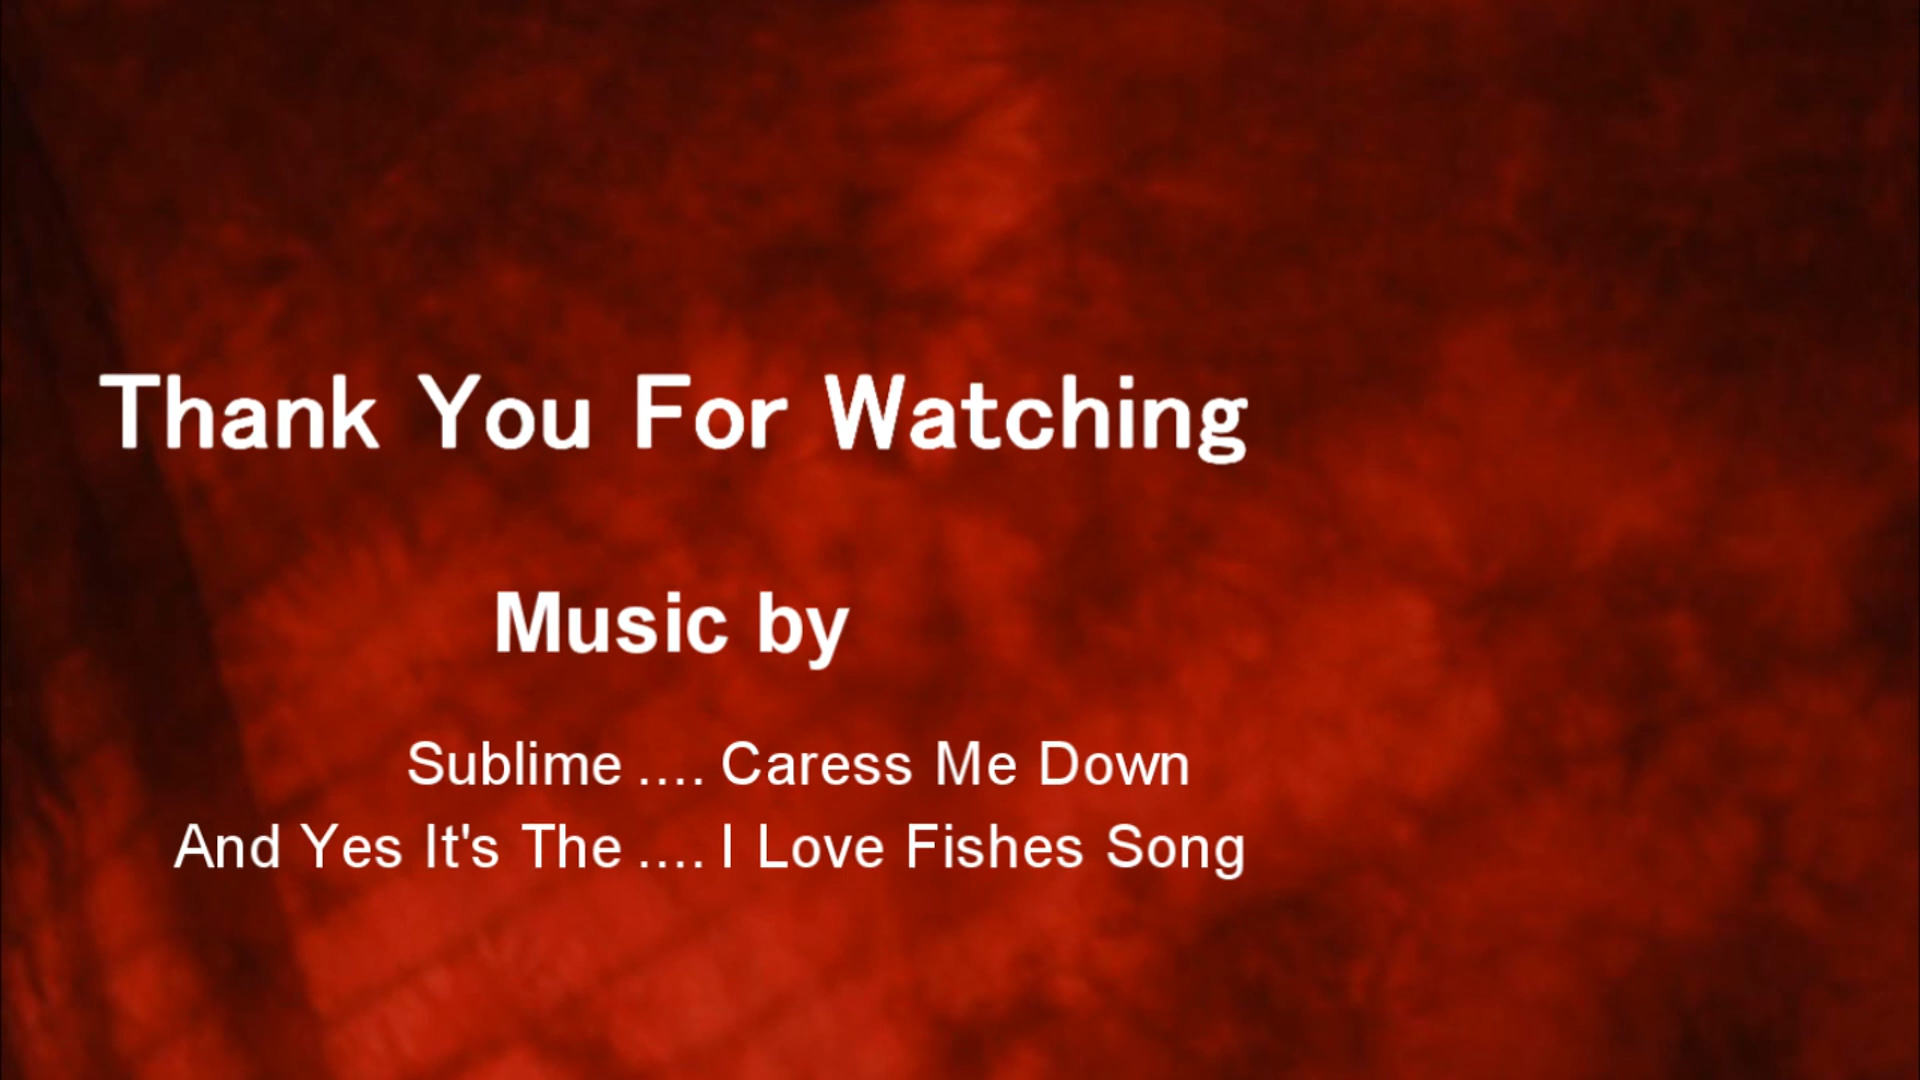 Thank You For Watching
Music by
Sublime .... Caress Me Down
And Yes It's The .... I Love Fishes Song